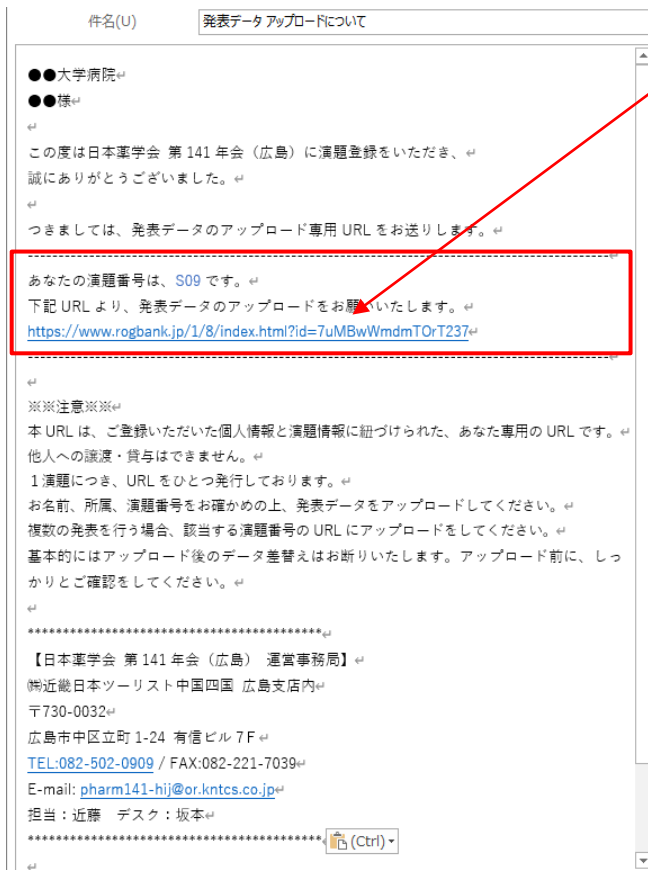 件名(U) 発表データ アップロードについて
●●大学病院↵
●●様↵
↵
この度は日本薬学会 第 141 年会（広島）に演題登録をいただき、↵
誠にありがとうございました。↵
↵
つきましては、発表データのアップロード専用 URL をお送りします。↵
--------------------------------------------------------------------------------↵
あなたの演題番号は、S09 です。↵
下記 URL より、発表データのアップロードをお願いいたします。↵
https://www.rogbank.jp/1/8/index.html?id=7uMBwWmdmTOrT237↵
--------------------------------------------------------------------------------↵
↵
※※注意※※↵
本 URL は、ご登録いただいた個人情報と演題情報に紐づけられた、あなた専用の URL です。↵
他人への譲渡・貸与はできません。↵
１演題につき、URL をひとつ発行しております。↵
お名前、所属、演題番号をお確かめの上、発表データをアップロードしてください。↵
複数の発表を行う場合、該当する演題番号の URL にアップロードをしてください。↵
基本的にはアップロード後のデータ差替えはお断りいたします。アップロード前に、しっ
かりとご確認をしてください。↵
↵
******************************************↵
【日本薬学会 第 141 年会（広島） 運営事務局】↵
㈱近畿日本ツーリスト中国四国 広島支店内↵
〒730-0032↵
広島市中区立町 1-24 有信ビル 7Ｆ↵
TEL:082-502-0909 / FAX:082-221-7039↵
E-mail: pharm141-hij@or.kntcs.co.jp↵
担当：近藤　デスク：坂本↵
******************************************↵ (Ctrl)
↵